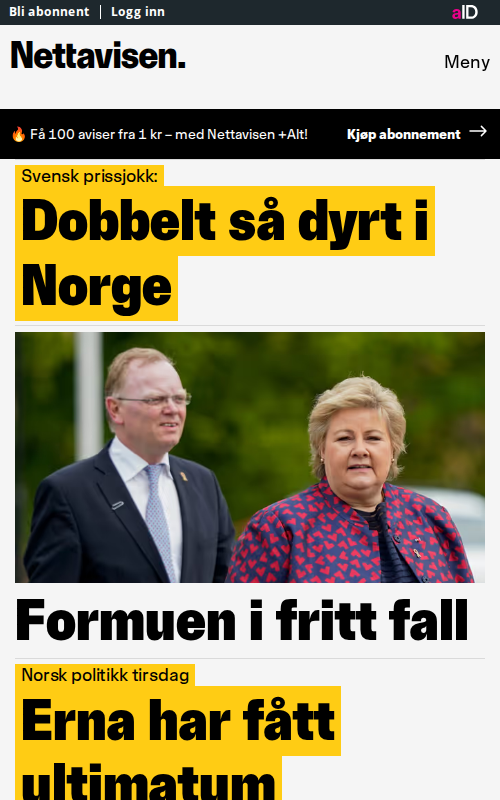 Bli abonnent
Logg inn
aID
Nettavisen.
Meny
🔥 Få 100 aviser fra 1 kr – med Nettavisen +Alt!
Kjøp abonnement →
Svensk prissjokk:
Dobbelt så dyrt i
Norge
Formuen i fritt fall
Norsk politikk tirsdag
Erna har fått
ultimatum